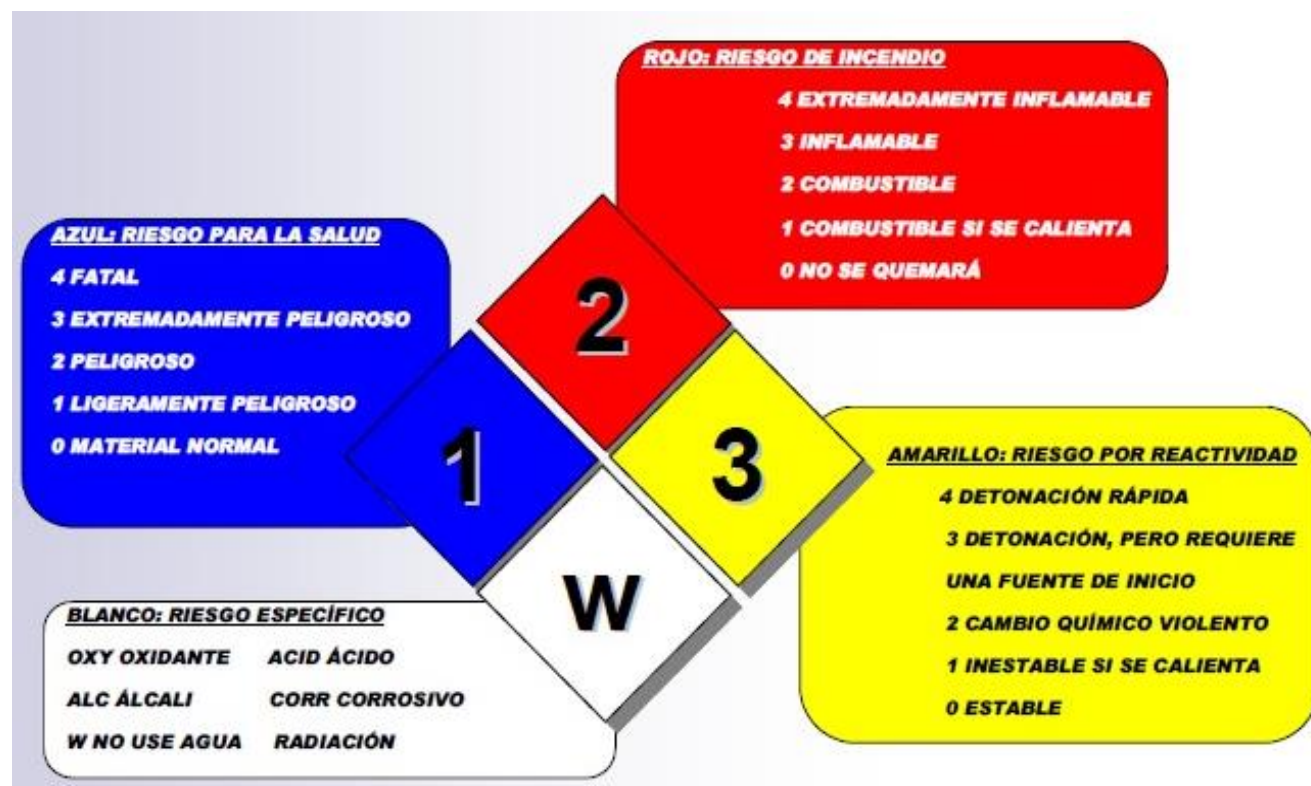 ROJO: RIESGO DE INCENDIO
4 EXTREMADAMENTE INFLAMABLE
3 INFLAMABLE
2 COMBUSTIBLE
1 COMBUSTIBLE SI SE CALIENTA
0 NO SE QUEMARÁ
AZUL: RIESGO PARA LA SALUD
4 FATAL
3 EXTREMADAMENTE PELIGROSO
2 PELIGROSO
1 LIGERAMENTE PELIGROSO
0 MATERIAL NORMAL
2
1
3
W
AMARILLO: RIESGO POR REACTIVIDAD
4 DETONACIÓN RÁPIDA
3 DETONACIÓN, PERO REQUIERE
UNA FUENTE DE INICIO
2 CAMBIO QUÍMICO VIOLENTO
1 INESTABLE SI SE CALIENTA
0 ESTABLE
BLANCO: RIESGO ESPECÍFICO
OXY OXIDANTE ACID ÁCIDO
ALC ÁLCALI CORR CORROSIVO
W NO USE AGUA RADIACIÓN